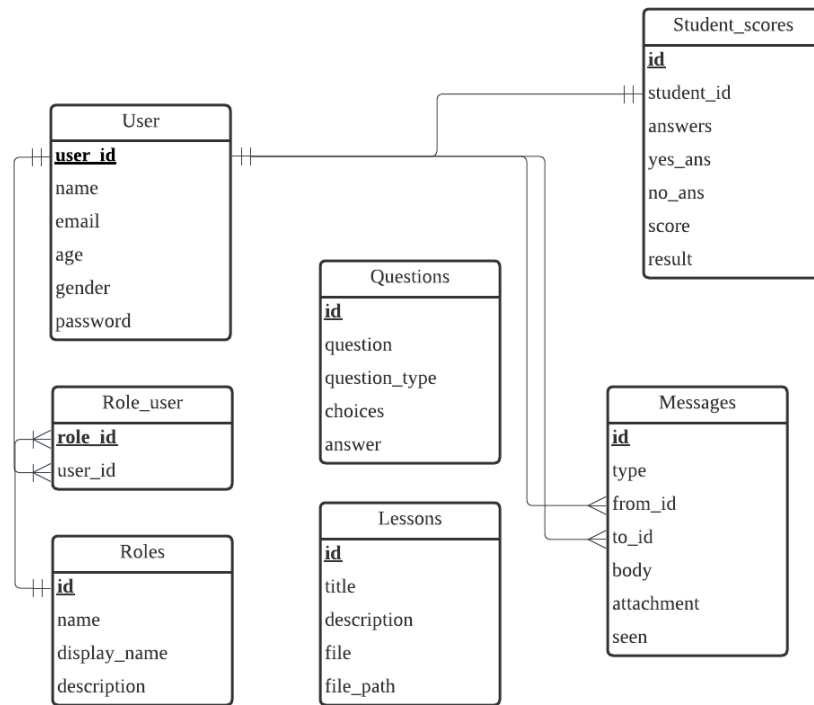 Student_scores
id
student_id
answers
yes_ans
no_ans
score
result
User
user_id
name
email
age
gender
password
Questions
id
question
question_type
choices
answer
Role_user
role_id
user_id
Messages
id
type
from_id
to_id
body
attachment
seen
Lessons
id
title
description
file
file_path
Roles
id
name
display_name
description